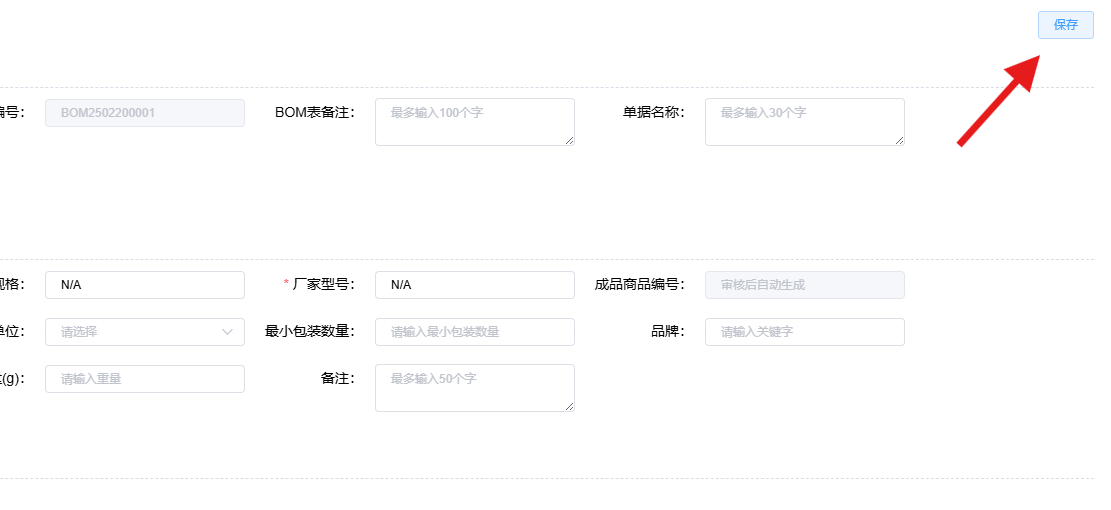 保存
编号： BOM2502200001 BOM表备注： 最多输入100个字 单据名称： 最多输入30个字
规格： N/A * 厂家型号： N/A 成品商品编号： 审核后自动生成
单位： 请选择 最小包装数量： 请输入最小包装数量 品牌： 请输入关键字
(g)： 请输入重量 备注： 最多输入50个字